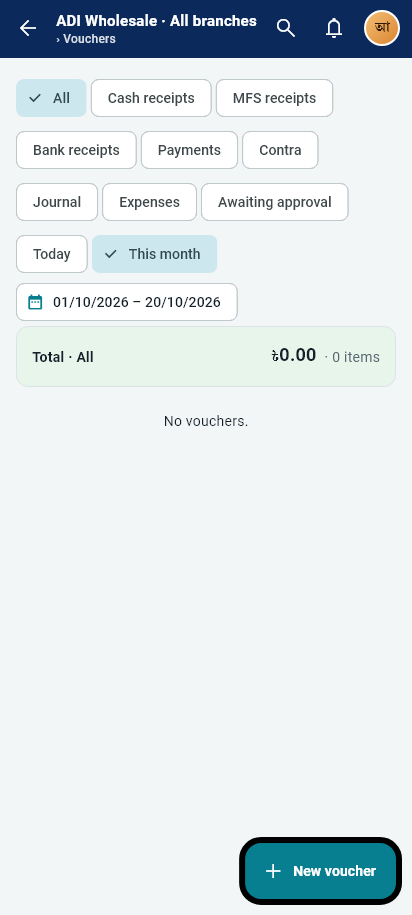 ADI Wholesale · All branches
› Vouchers
আ
All
Cash receipts
MFS receipts
Bank receipts
Payments
Contra
Journal
Expenses
Awaiting approval
Today
This month
01/10/2026 – 20/10/2026
Total · All
৳0.00 · 0 items
No vouchers.
New voucher